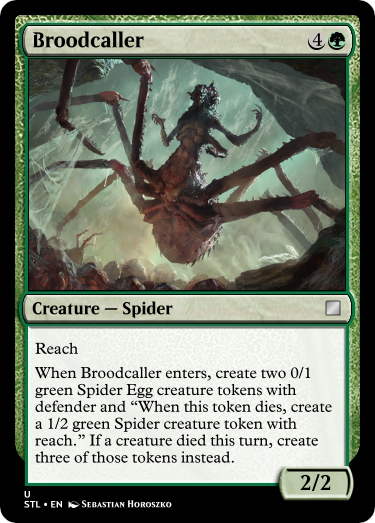 Broodcaller 4
Creature — Spider
Reach
When Broodcaller enters, create two 0/1
green Spider Egg creature tokens with
defender and “When this token dies, create
a 1/2 green Spider creature token with
reach.” If a creature died this turn, create
three of those tokens instead.
2/2
U
STL • EN Sebastian Horoszko